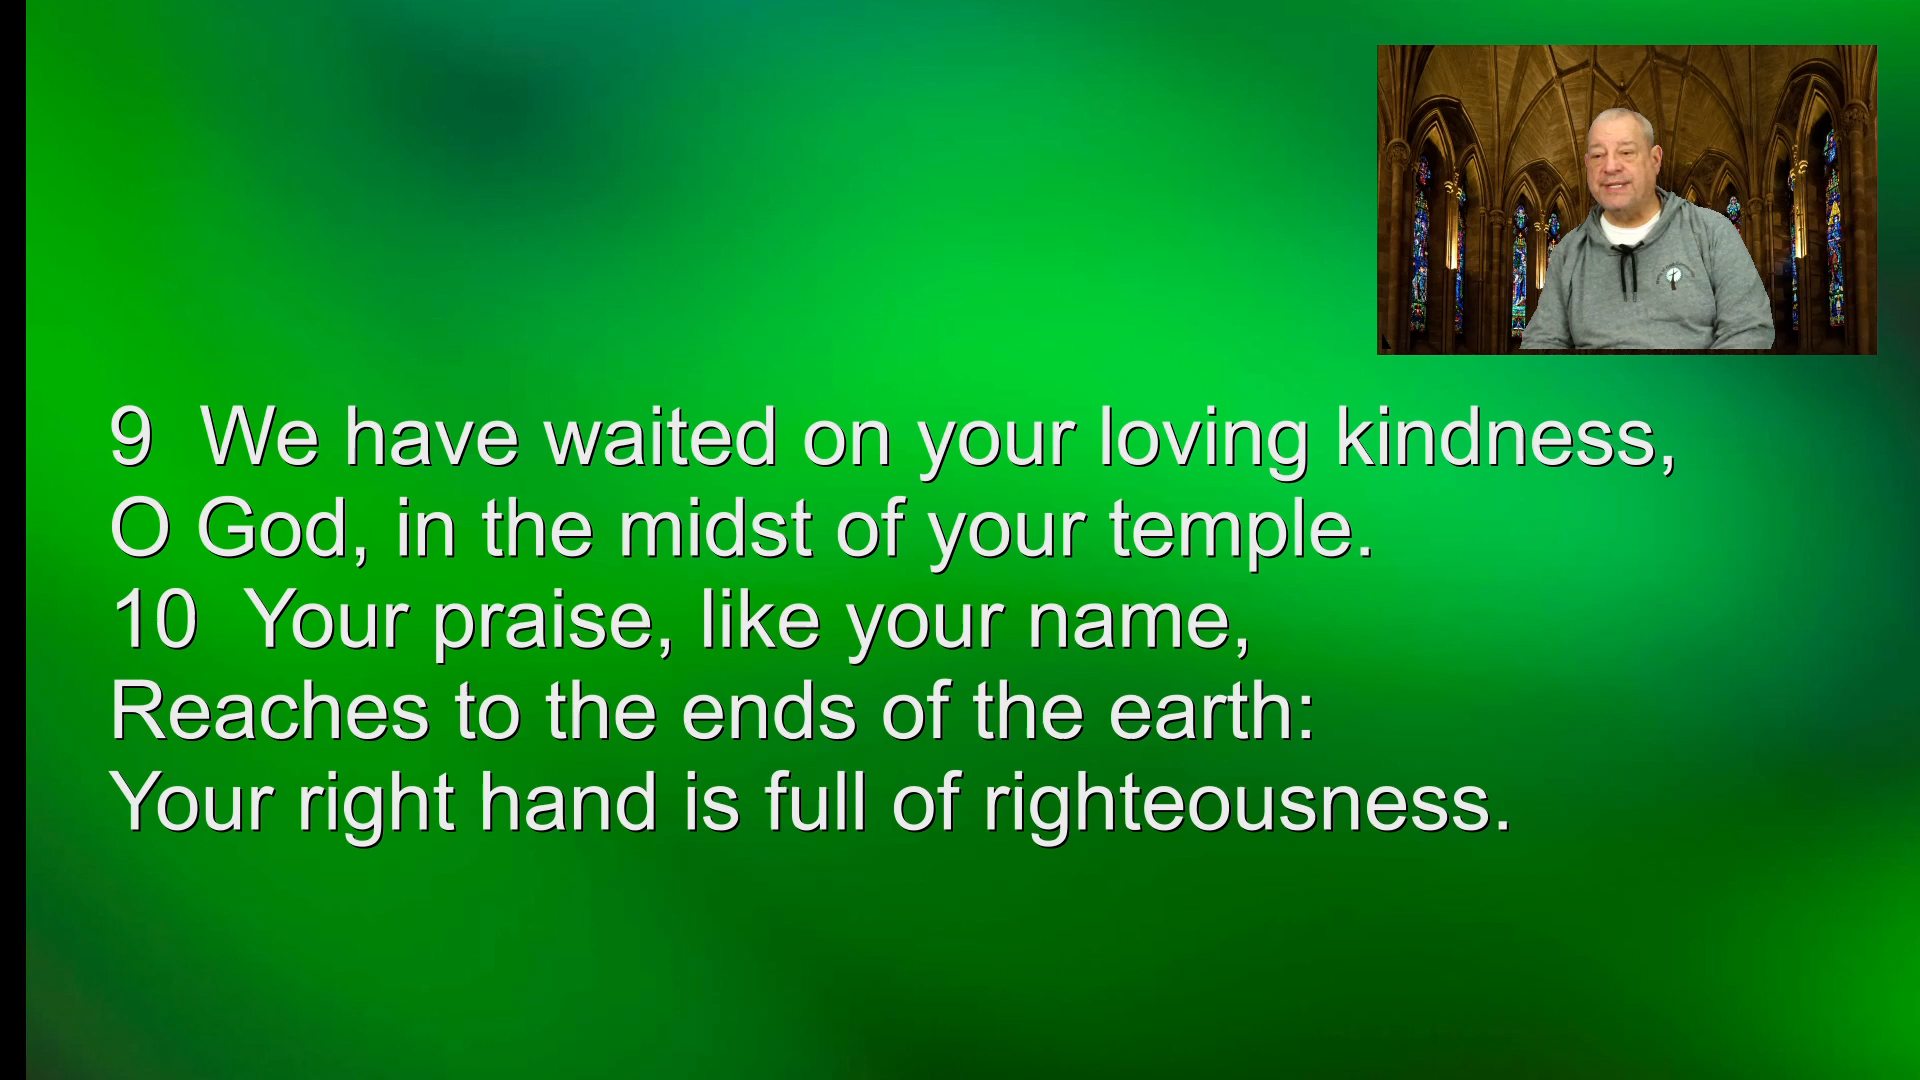 9 We have waited on your loving kindness,
O God, in the midst of your temple.
10 Your praise, like your name,
Reaches to the ends of the earth:
Your right hand is full of righteousness.